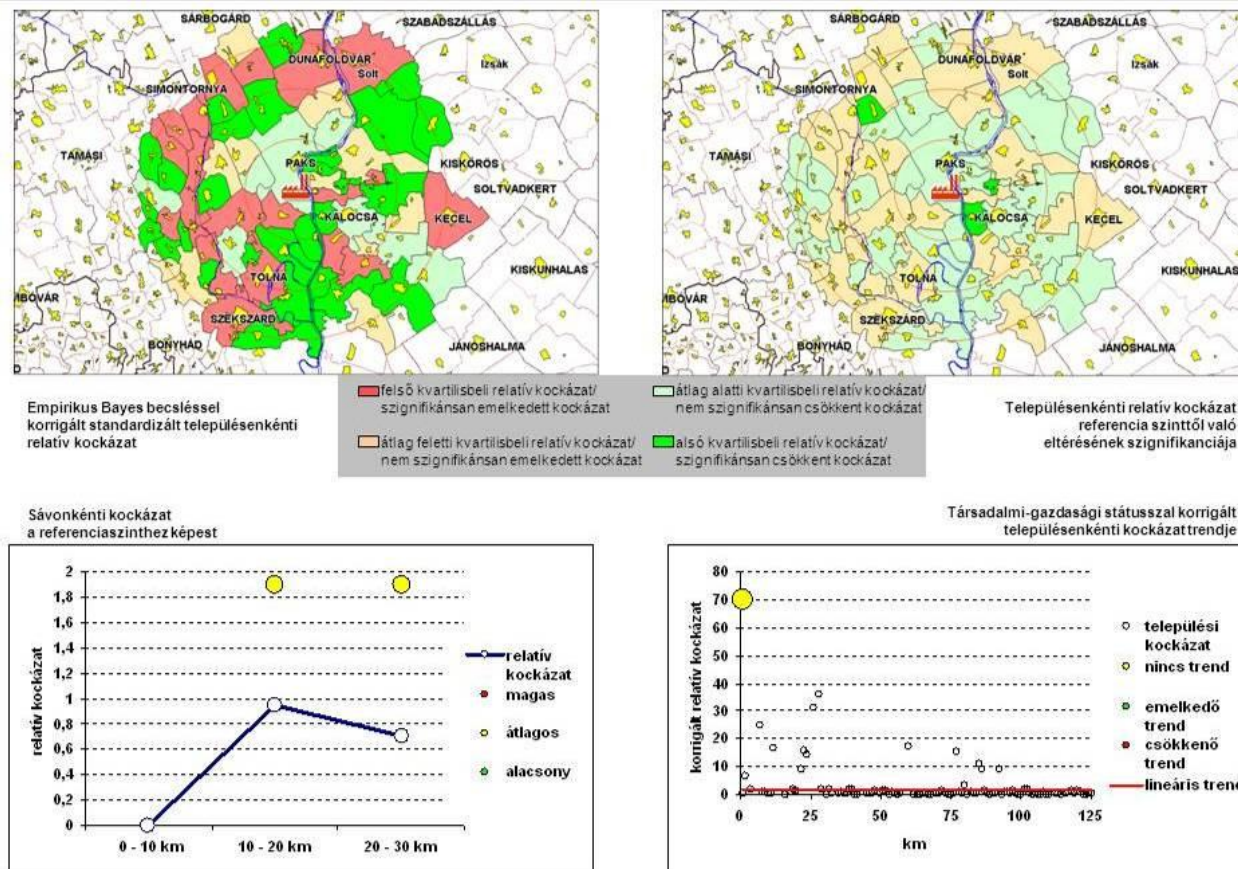 SÁRBOGÁRD
SZABADSZÁLLÁS
DUNAFÖLDVÁR
Solt
Izsák
SIMONTORNYA
TAMÁSI
PAKS
KISKŐRÖS
SOLTVADKERT
KALOCSA
KECEL
TOLNA
KISKUNHALAS
MBOVÁR
SZEKSZÁRD
BONYHÁD
JÁNOSHALMA
SÁRBOGÁRD
SZABADSZÁLLÁS
DUNAFÖLDVÁR
Solt
Izsák
SIMONTORNYA
TAMÁSI
PAKS
KISKŐRÖS
SOLTVADKERT
KALOCSA
KECEL
TOLNA
KISKUNHALAS
MBOVÁR
SZEKSZÁRD
BONYHÁD
JÁNOSHALMA
Empirikus Bayes becsléssel
korrigált standardizált településenkénti
relatív kockázat
felső kvartilisbeli relatív kockázat/
szignifikánsan emelkedett kockázat
átlag alatti kvartilisbeli relatív kockázat/
nem szignifikánsan csökkent kockázat
átlag feletti kvartilisbeli relatív kockázat/
nem szignifikánsan emelkedett kockázat
alsó kvartilisbeli relatív kockázat/
szignifikánsan csökkent kockázat
Településenkénti relatív kockázat
referencia szinttől való
eltérésének szignifikanciája
Sávonkénti kockázat
a referenciaszinthez képest
2
1,8
1,6
1,4
1,2
1
0,8
0,6
0,4
0,2
0
relatív kockázat
0 - 10 km
10 - 20 km
20 - 30 km
relatív
kockázat
magas
átlagos
alacsony
Társadalmi-gazdasági státusszal korrigált
településenkénti kockázat trendje
80
70
60
50
40
30
20
10
0
korrigált relatív kockázat
0
25
50
75
100
125
km
települési
kockázat
nincs trend
emelkedő
trend
csökkenő
trend
lineáris trend